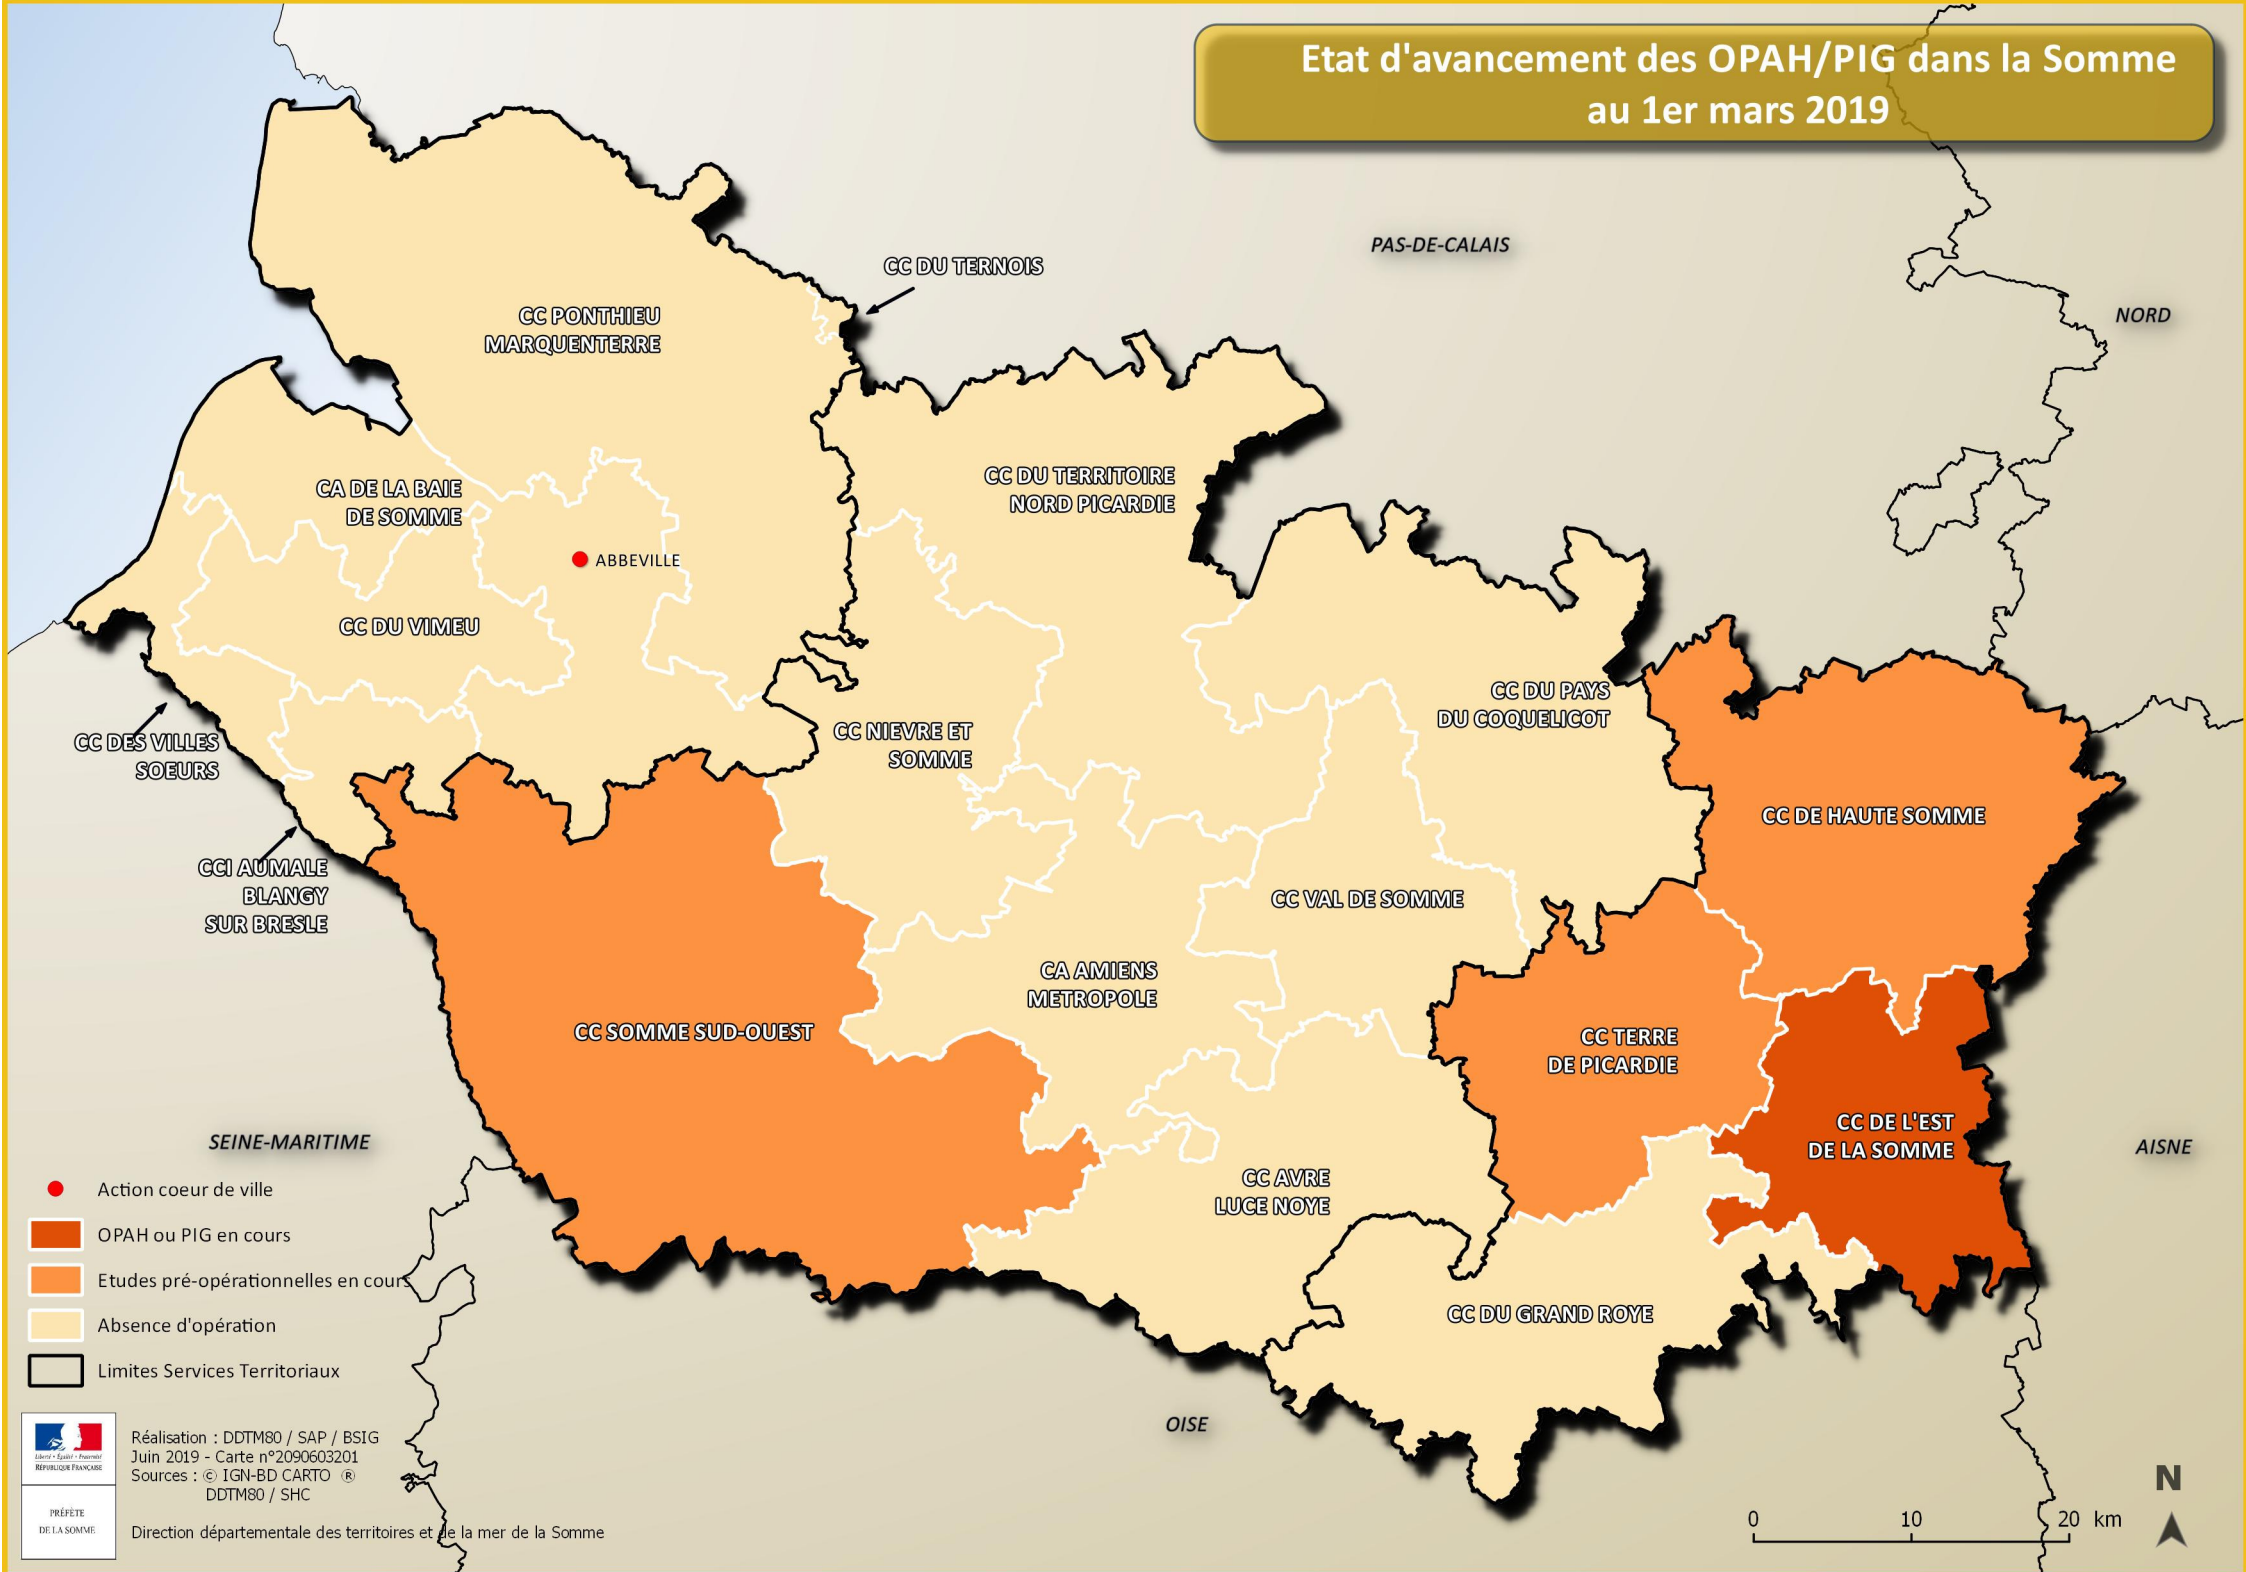 Etat d'avancement des OPAH/PIG dans la Somme
au 1er mars 2019
PAS-DE-CALAIS
CC DU TERNOIS
NORD
CC PONTHIEU
MARQUENTERRE
CC DU TERRITOIRE
NORD PICARDIE
CA DE LA BAIE
DE SOMME
ABBEVILLE
CC DU VIMEU
CC DU PAYS
DU COQUELICOT
CC NIEVRE ET
SOMME
CC DES VILLES
SOEURS
CC DE HAUTE SOMME
CCI AUMALE
BLANGY
SUR BRESLE
CC VAL DE SOMME
CA AMIENS
METROPOLE
CC SOMME SUD-OUEST
CC TERRE
DE PICARDIE
CC DE L'EST
DE LA SOMME
SEINE-MARITIME
AISNE
CC AVRE
LUCE NOYE
CC DU GRAND ROYE
OISE
Action coeur de ville
OPAH ou PIG en cours
Etudes pré-opérationnelles en cours
Absence d'opération
Limites Services Territoriaux
Liberté • Égalité • Fraternité
RÉPUBLIQUE FRANÇAISE
PRÉFÈTE
DE LA SOMME
Réalisation : DDTM80 / SAP / BSIG
Juin 2019 - Carte n°2090603201
Sources : © IGN-BD CARTO ®
DDTM80 / SHC
Direction départementale des territoires et de la mer de la Somme
N
0 10 20 km